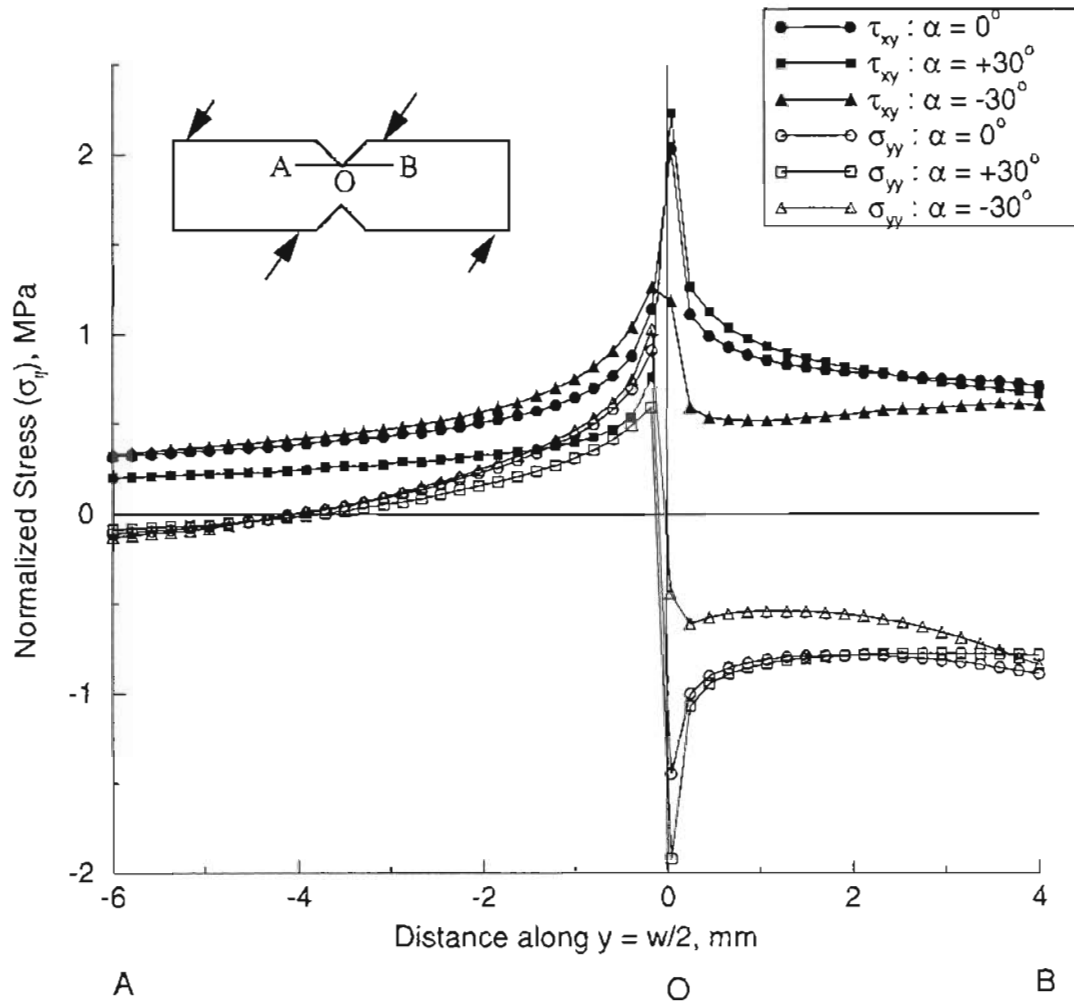 τxy : α = 0°
τxy : α = +30°
τxy : α = -30°
σyy : α = 0°
σyy : α = +30°
σyy : α = -30°
A B
O
Normalized Stress (σij), MPa
2
1
0
-1
-2
-6 -4 -2 0 2 4
Distance along y = w/2, mm
A O B